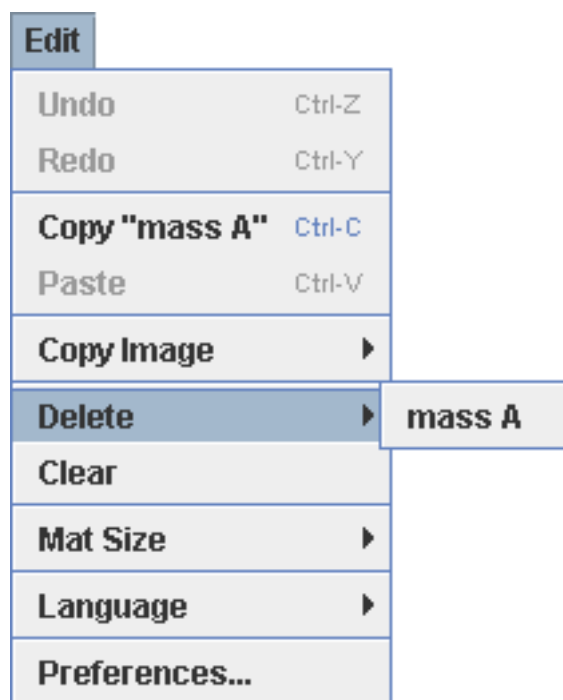 Edit
Undo Ctrl-Z
Redo Ctrl-Y
Copy "mass A" Ctrl-C
Paste Ctrl-V
Copy Image
Delete mass A
Clear
Mat Size
Language
Preferences...